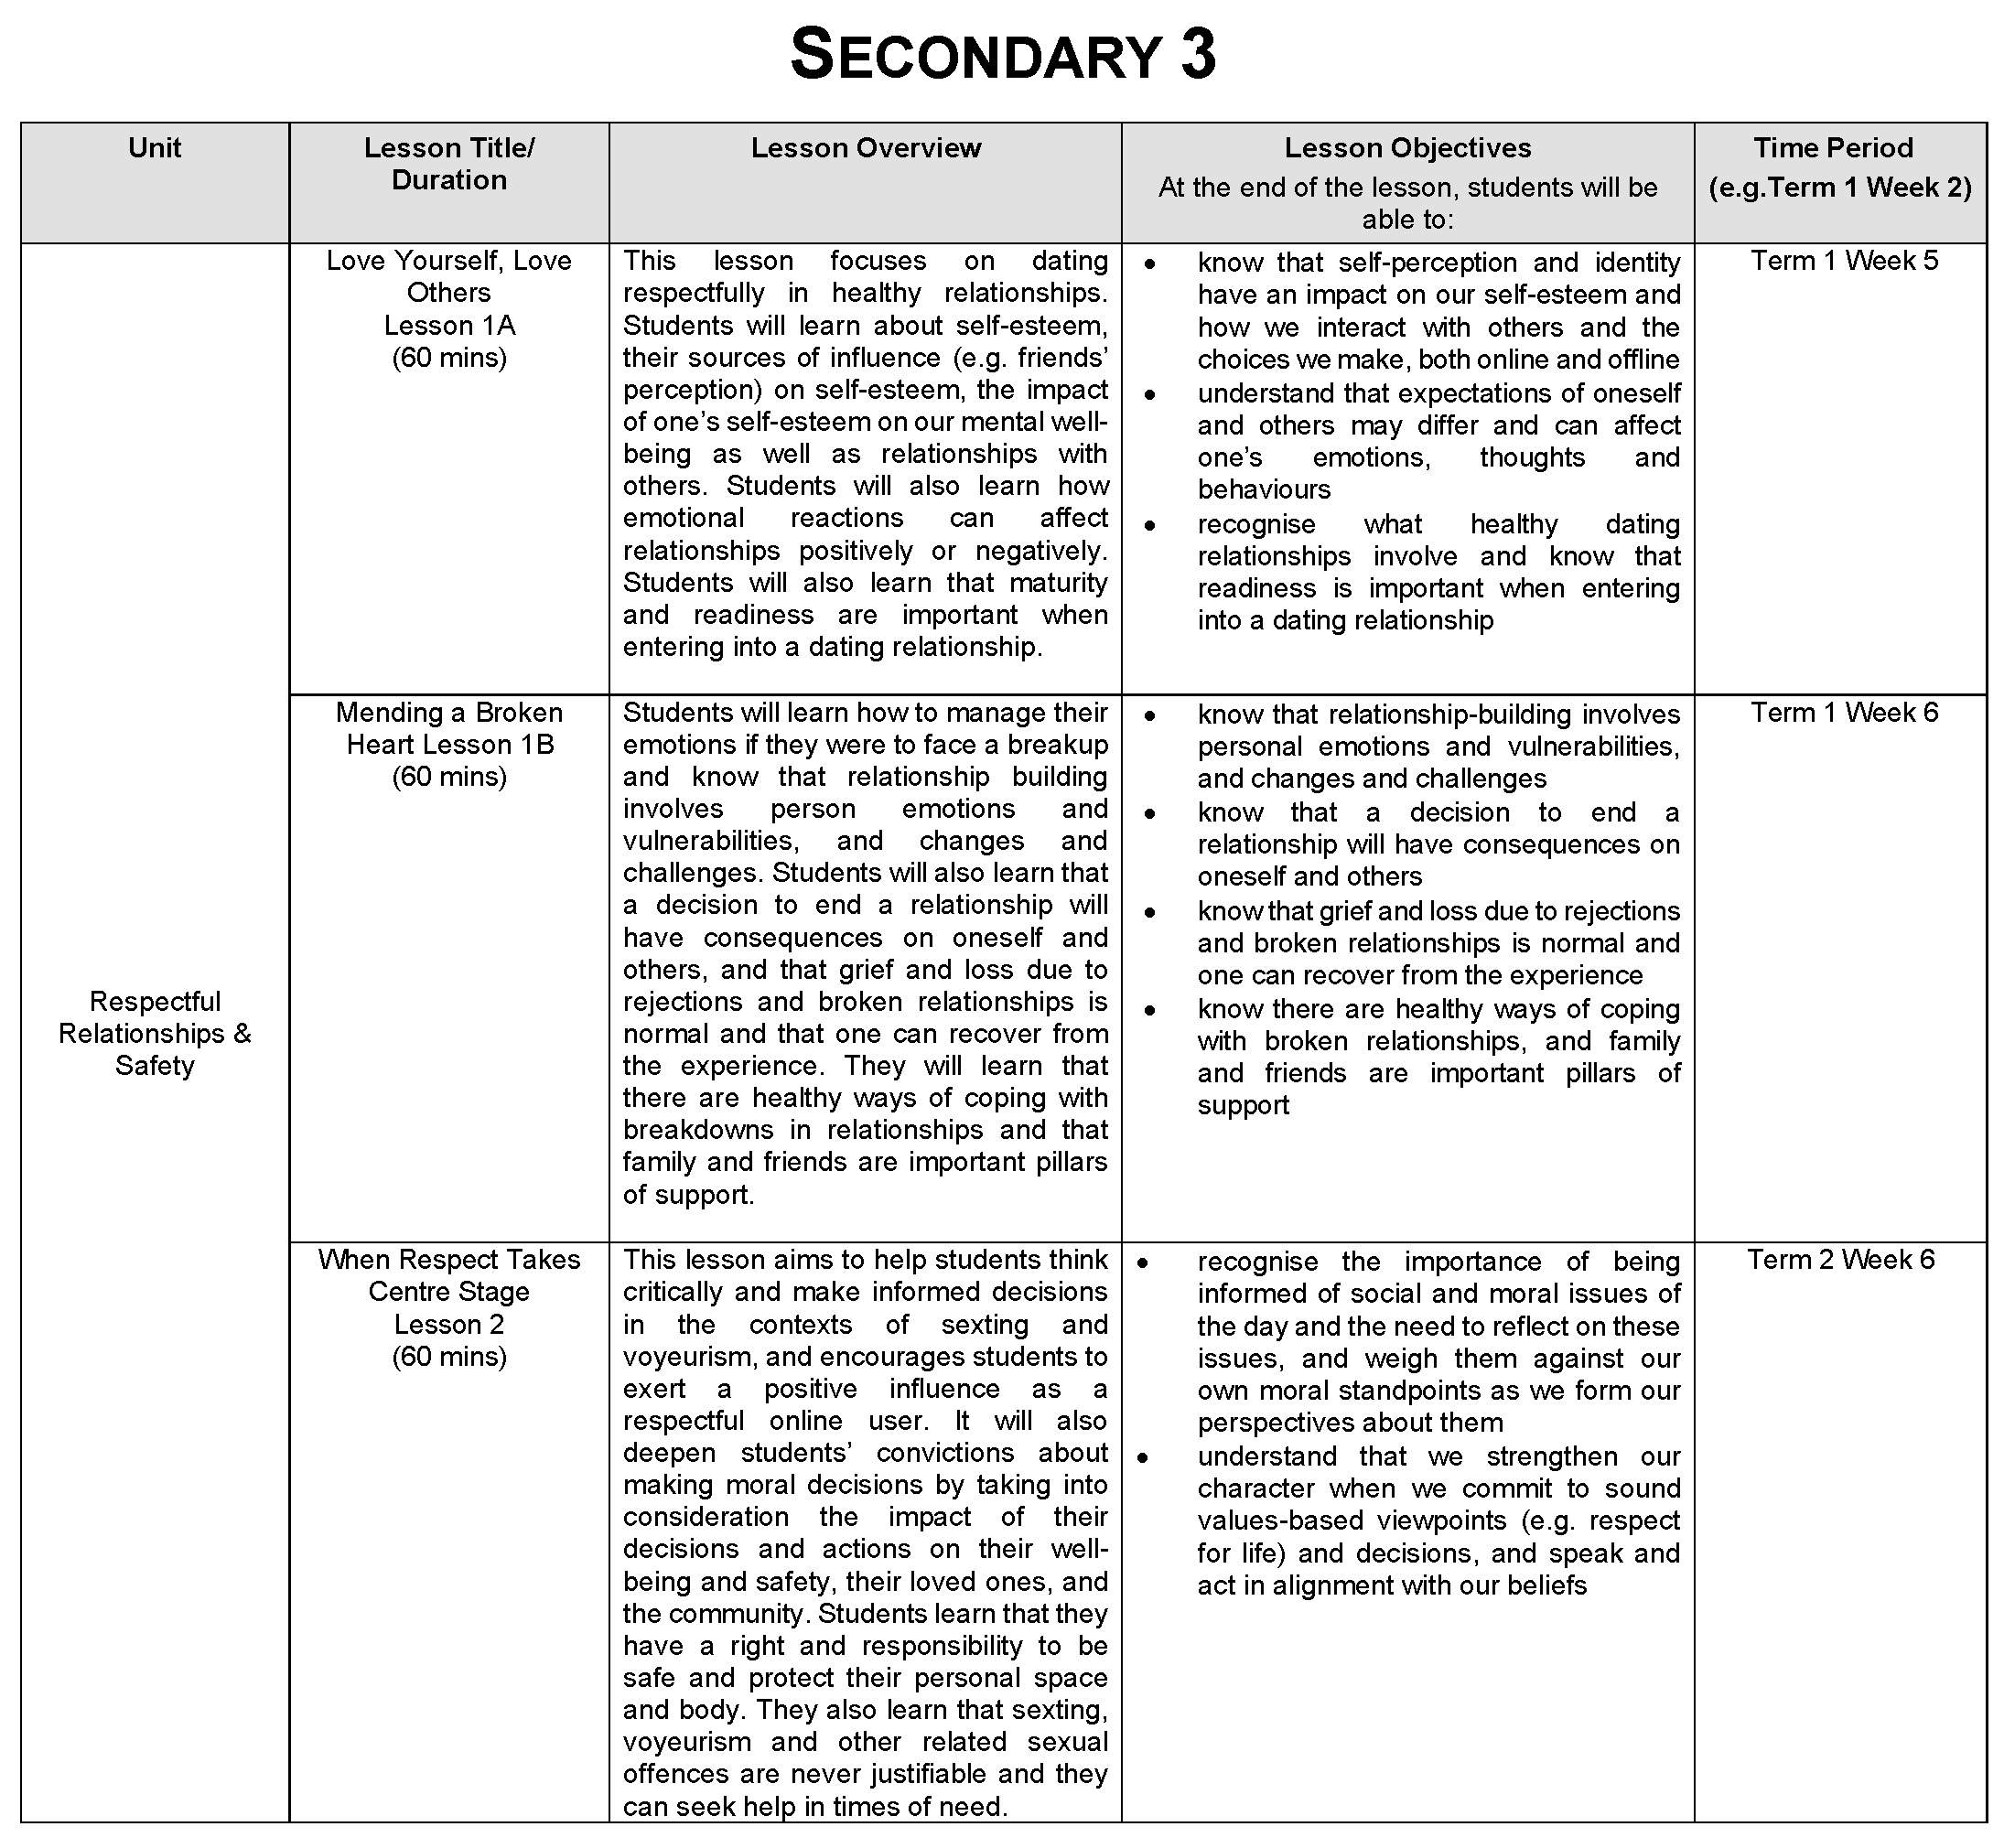 SECONDARY 3
Unit
Lesson Title/
Duration
Lesson Overview
Lesson Objectives
At the end of the lesson, students will be
able to:
Time Period
(e.g.Term 1 Week 2)
Respectful
Relationships &
Safety
Love Yourself, Love
Others
Lesson 1A
(60 mins)
This lesson focuses on dating
respectfully in healthy relationships.
Students will learn about self-esteem,
their sources of influence (e.g. friends’
perception) on self-esteem, the impact
of one’s self-esteem on our mental well-
being as well as relationships with
others. Students will also learn how
emotional reactions can affect
relationships positively or negatively.
Students will also learn that maturity
and readiness are important when
entering into a dating relationship.
• know that self-perception and identity
have an impact on our self-esteem and
how we interact with others and the
choices we make, both online and offline
• understand that expectations of oneself
and others may differ and can affect
one’s emotions, thoughts and
behaviours
• recognise what healthy dating
relationships involve and know that
readiness is important when entering
into a dating relationship
Term 1 Week 5
Mending a Broken
Heart Lesson 1B
(60 mins)
Students will learn how to manage their
emotions if they were to face a breakup
and know that relationship building
involves person emotions and
vulnerabilities, and changes and
challenges. Students will also learn that
a decision to end a relationship will
have consequences on oneself and
others, and that grief and loss due to
rejections and broken relationships is
normal and that one can recover from
the experience. They will learn that
there are healthy ways of coping with
breakdowns in relationships and that
family and friends are important pillars
of support.
• know that relationship-building involves
personal emotions and vulnerabilities,
and changes and challenges
• know that a decision to end a
relationship will have consequences on
oneself and others
• know that grief and loss due to rejections
and broken relationships is normal and
one can recover from the experience
• know there are healthy ways of coping
with broken relationships, and family
and friends are important pillars of
support
Term 1 Week 6
When Respect Takes
Centre Stage
Lesson 2
(60 mins)
This lesson aims to help students think
critically and make informed decisions
in the contexts of sexting and
voyeurism, and encourages students to
exert a positive influence as a
respectful online user. It will also
deepen students’ convictions about
making moral decisions by taking into
consideration the impact of their
decisions and actions on their well-
being and safety, their loved ones, and
the community. Students learn that they
have a right and responsibility to be
safe and protect their personal space
and body. They also learn that sexting,
voyeurism and other related sexual
offences are never justifiable and they
can seek help in times of need.
• recognise the importance of being
informed of social and moral issues of
the day and the need to reflect on these
issues, and weigh them against our
own moral standpoints as we form our
perspectives about them
• understand that we strengthen our
character when we commit to sound
values-based viewpoints (e.g. respect
for life) and decisions, and speak and
act in alignment with our beliefs
Term 2 Week 6